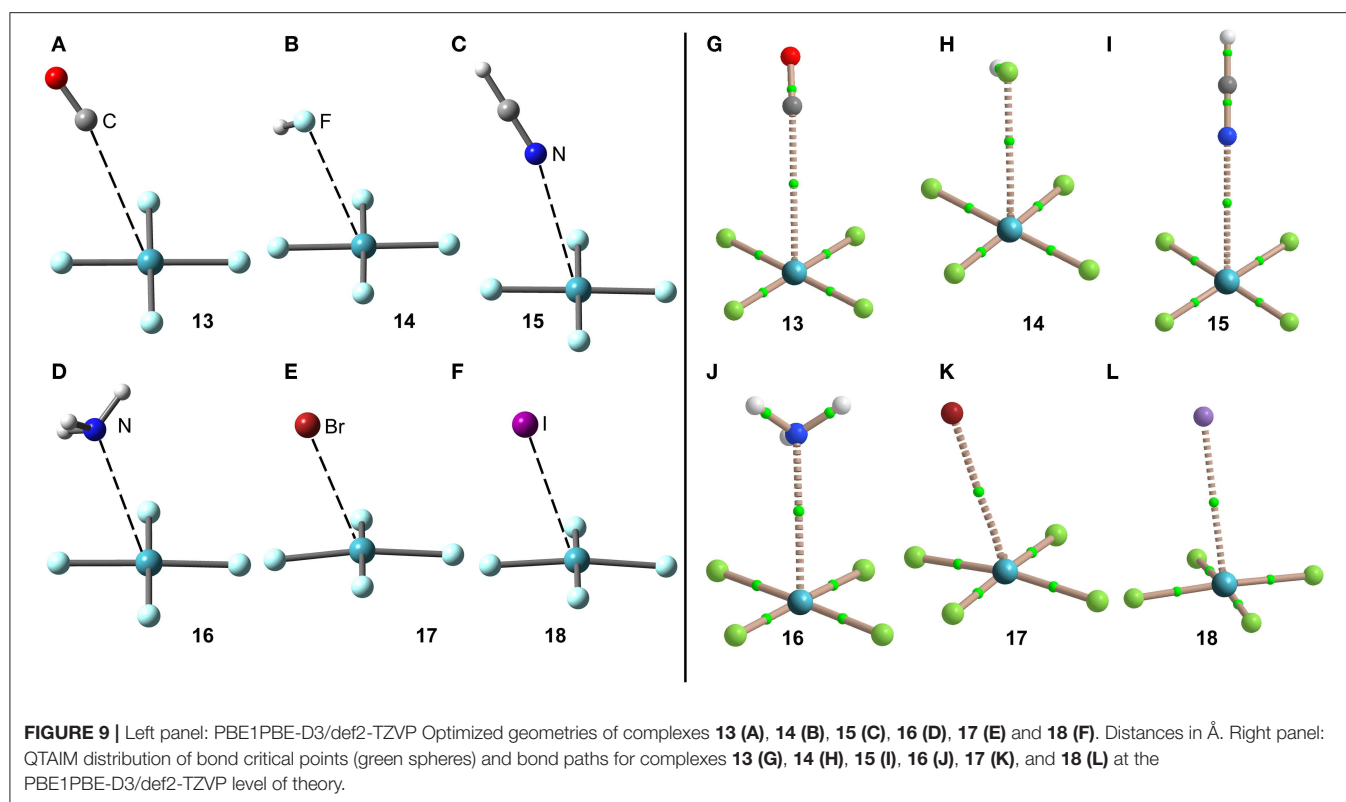 A
B
C
G
H
I
C
F
N
13
14
15
13
14
15
D
E
F
J
K
L
N
Br
I
16
17
18
16
17
18
FIGURE 9 | Left panel: PBE1PBE-D3/def2-TZVP Optimized geometries of complexes 13 (A), 14 (B), 15 (C), 16 (D), 17 (E) and 18 (F). Distances in Å. Right panel:
QTAIM distribution of bond critical points (green spheres) and bond paths for complexes 13 (G), 14 (H), 15 (I), 16 (J), 17 (K), and 18 (L) at the
PBE1PBE-D3/def2-TZVP level of theory.